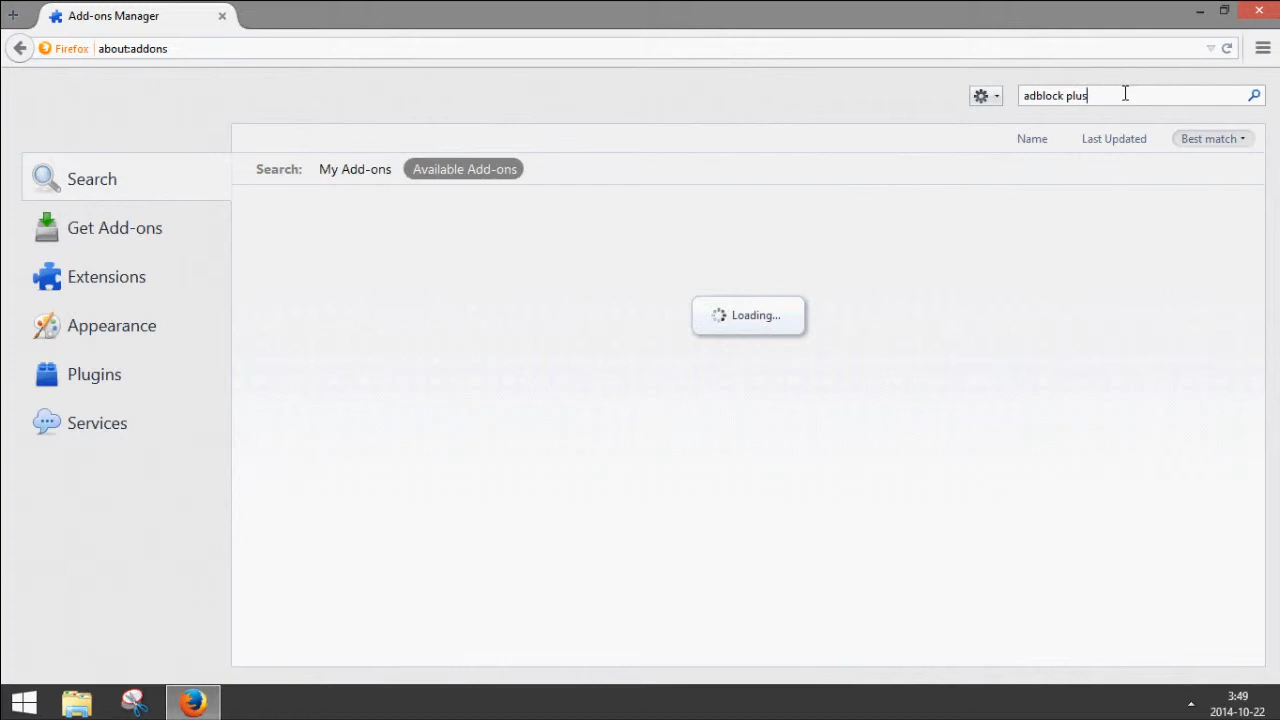 Add-ons Manager
Firefox about:addons
adblock plus
Name Last Updated Best match
Search: My Add-ons Available Add-ons
Search
Get Add-ons
Extensions
Appearance
Plugins
Services
Loading...
3:49
2014-10-22